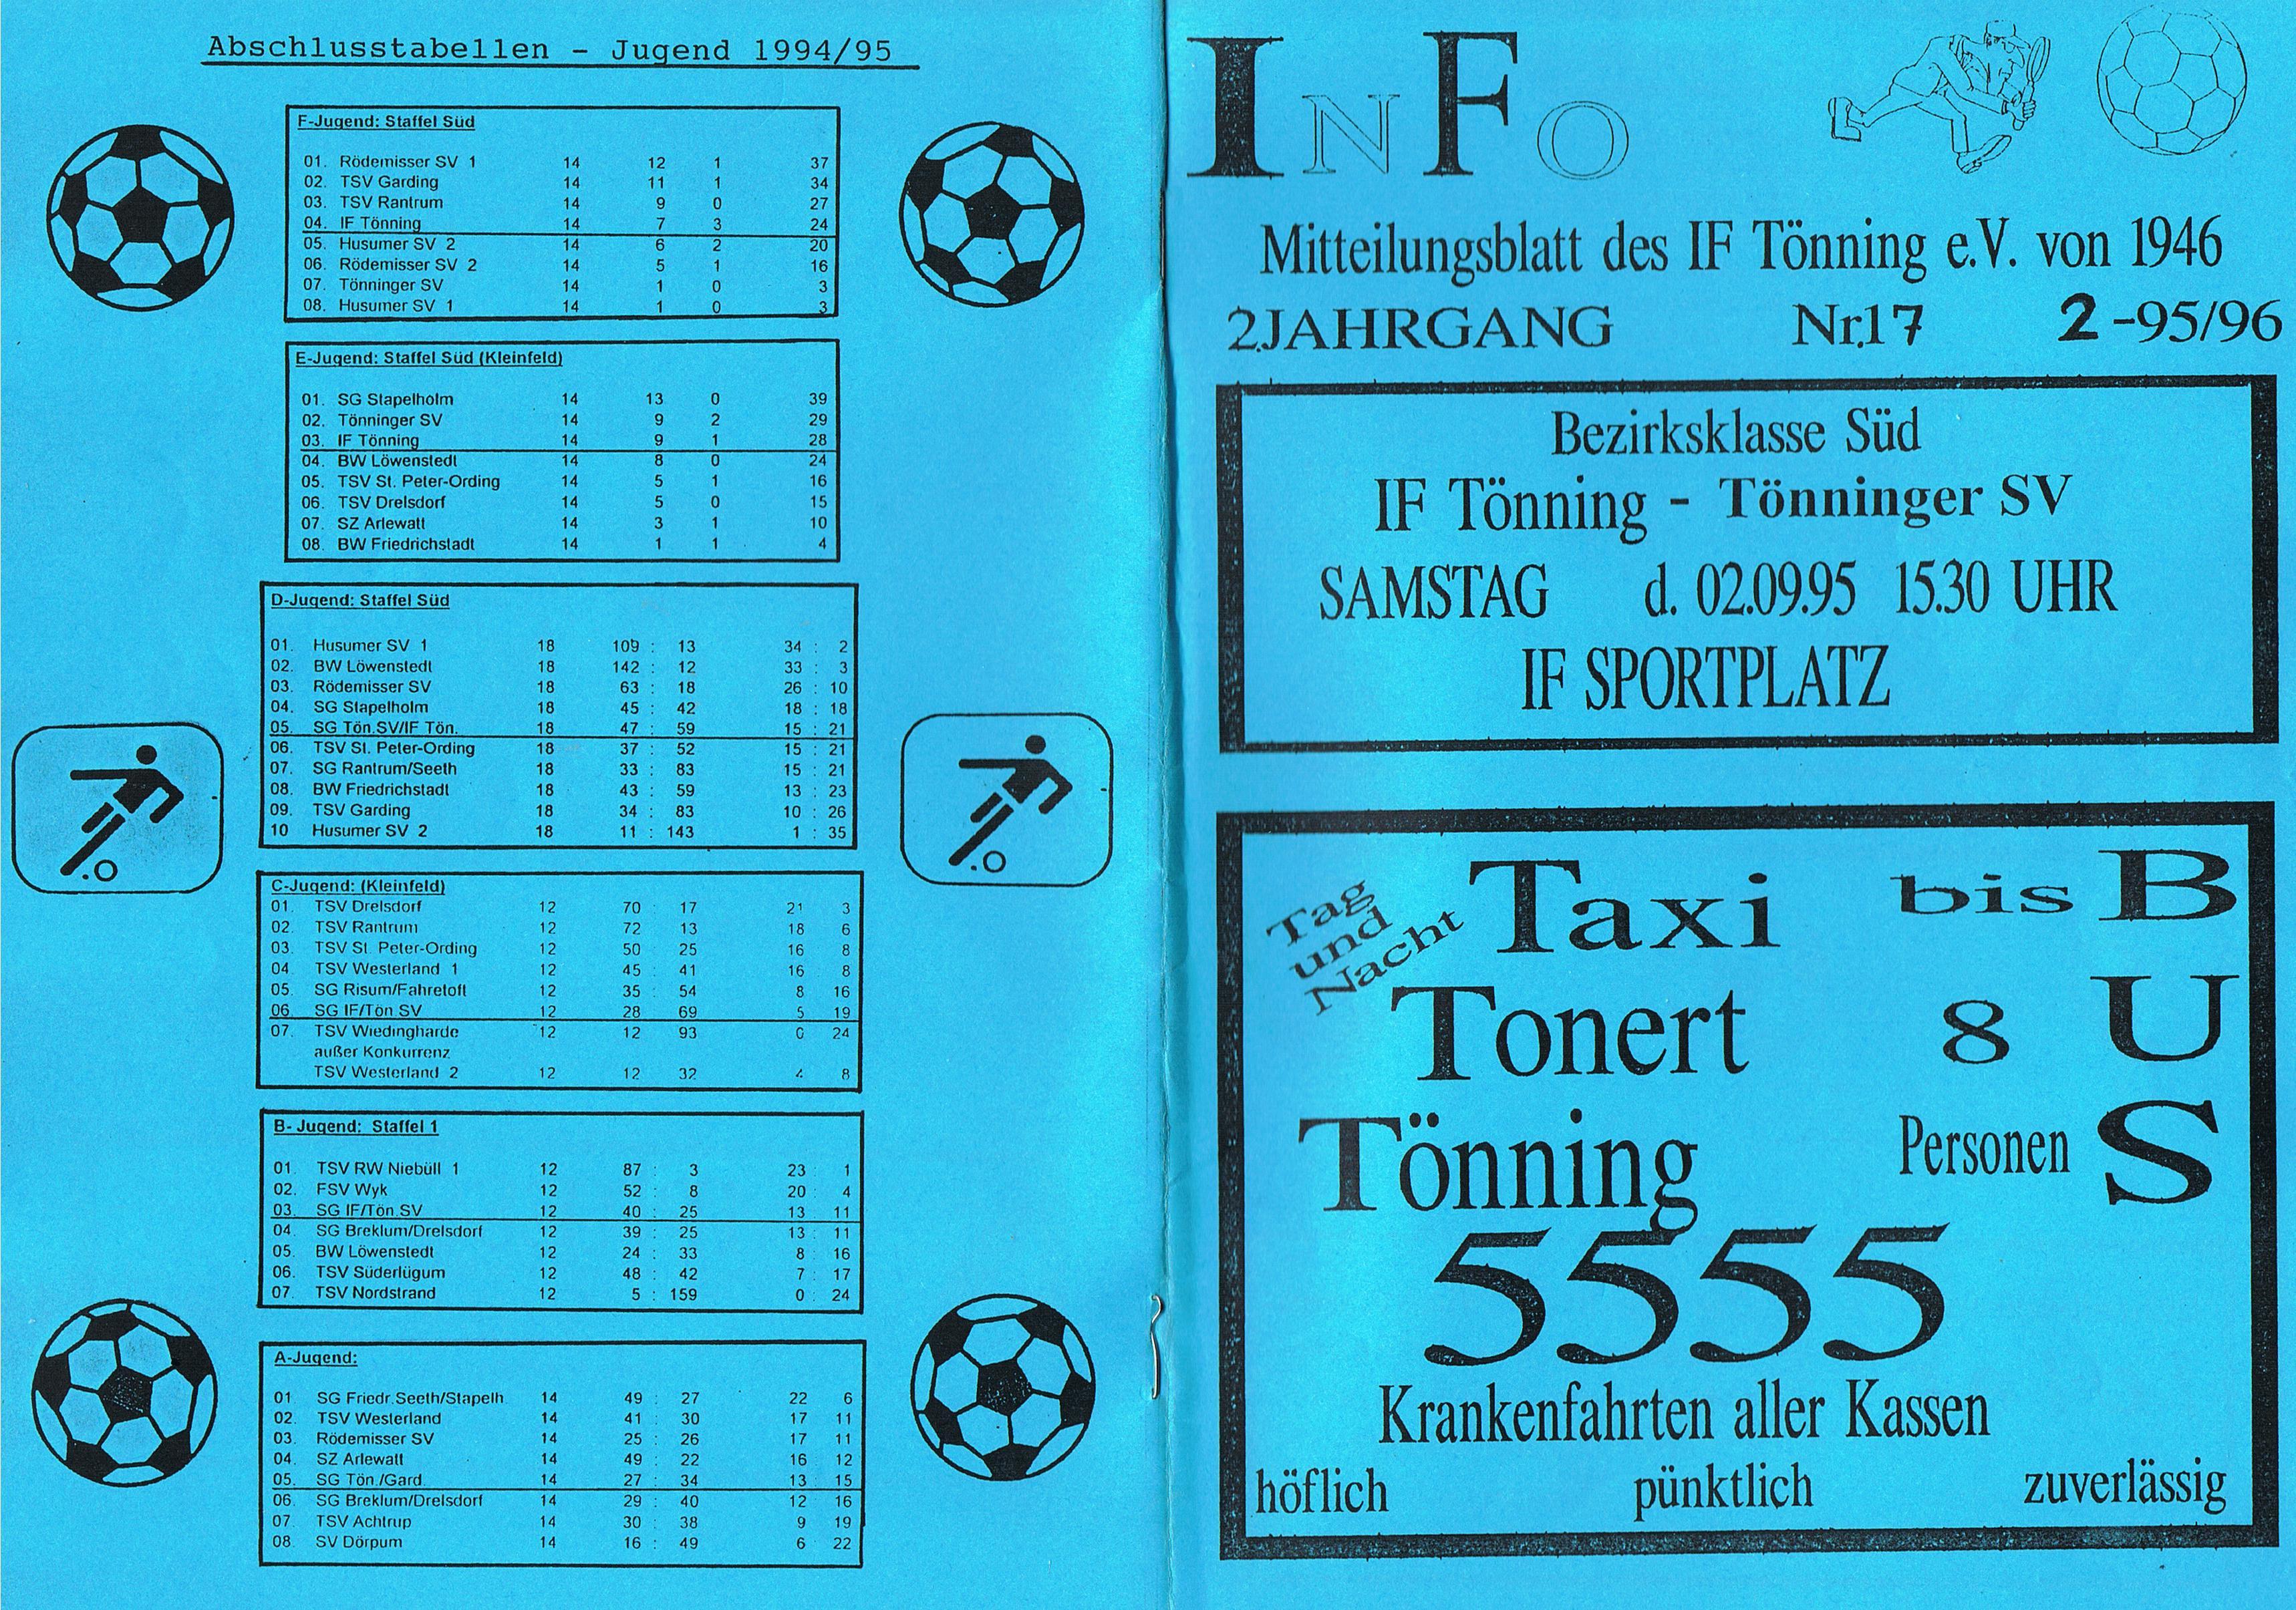 Abschlusstabellen - Jugend 1994/95
F-Jugend: Staffel Süd
01. Rödemisser SV 1 14 12 1 37
02. TSV Garding 14 11 1 34
03. TSV Rantrum 14 9 0 27
04. IF Tönning 14 7 3 24
05. Husumer SV 2 14 6 2 20
06. Rödemisser SV 2 14 5 1 16
07. Tönninger SV 14 1 0 3
08. Husumer SV 1 14 1 0 3
E-Jugend: Staffel Süd (Kleinfeld)
01. SG Stapelholm 14 13 0 39
02. Tönninger SV 14 9 2 29
03. IF Tönning 14 9 1 28
04. BW Löwenstedt 14 8 0 24
05. TSV St. Peter-Ording 14 5 1 16
06. TSV Drelsdorf 14 5 0 15
07. SZ Arlewatt 14 3 1 10
08. BW Friedrichstadt 14 1 1 4
D-Jugend: Staffel Süd
01. Husumer SV 1 18 109 : 13 34 : 2
02. BW Löwenstedt 18 142 : 12 33 : 3
03. Rödemisser SV 18 63 : 18 26 : 10
04. SG Stapelholm 18 45 : 42 18 : 18
05. SG Tön.SV/IF Tön. 18 47 : 59 15 : 21
06. TSV St. Peter-Ording 18 37 : 52 15 : 21
07. SG Rantrum/Seeth 18 33 : 83 15 : 21
08. BW Friedrichstadt 18 43 : 59 13 : 23
09. TSV Garding 18 34 : 83 10 : 26
10 Husumer SV 2 18 11 : 143 1 : 35
C-Jugend: (Kleinfeld)
01. TSV Drelsdorf 12 70 : 17 21 3
02. TSV Rantrum 12 72 : 13 18 6
03. TSV St. Peter-Ording 12 50 : 25 16 8
04. TSV Westerland 1 12 45 : 41 16 8
05. SG Risum/Fahretoft 12 35 : 54 8 16
06. SG IF/Tön.SV 12 28 69 5 19
07. TSV Wiedingharde 12 12 93 0 24
außer Konkurrenz
TSV Westerland 2 12 12 32 4 8
B- Jugend: Staffel 1
01. TSV RW Niebüll 1 12 87 : 3 23 : 1
02. FSV Wyk 12 52 : 8 20 : 4
03. SG IF/Tön.SV 12 40 : 25 13 : 11
04. SG Breklum/Drelsdorf 12 39 : 25 13 : 11
05. BW Löwenstedt 12 24 : 33 8 : 16
06. TSV Süderlügum 12 48 : 42 7 : 17
07. TSV Nordstrand 12 5 : 159 0 : 24
A-Jugend:
01 SG Friedr.Seeth/Stapelh. 14 49 : 27 22 6
02. TSV Westerland 14 41 : 30 17 11
03. Rödemisser SV 14 25 : 26 17 11
04. SZ Arlewatt 14 49 : 22 16 12
05. SG Tön./Gard. 14 27 : 34 13 15
06. SG Breklum/Drelsdorf 14 29 : 40 12 16
07. TSV Achtrup 14 30 : 38 9 19
08. SV Dörpum 14 16 : 49 6 22
INFO
Mitteilungsblatt des IF Tönning e.V. von 1946
2.JAHRGANG Nr.17 2-95/96
Bezirksklasse Süd
IF Tönning - Tönninger SV
SAMSTAG d. 02.09.95 15.30 UHR
IF SPORTPLATZ
Tag
und
Nacht
Taxi
Tonert
Tönning
bis
8
Personen
BUS
5555
Krankenfahrten aller Kassen
höflich pünktlich zuverlässig